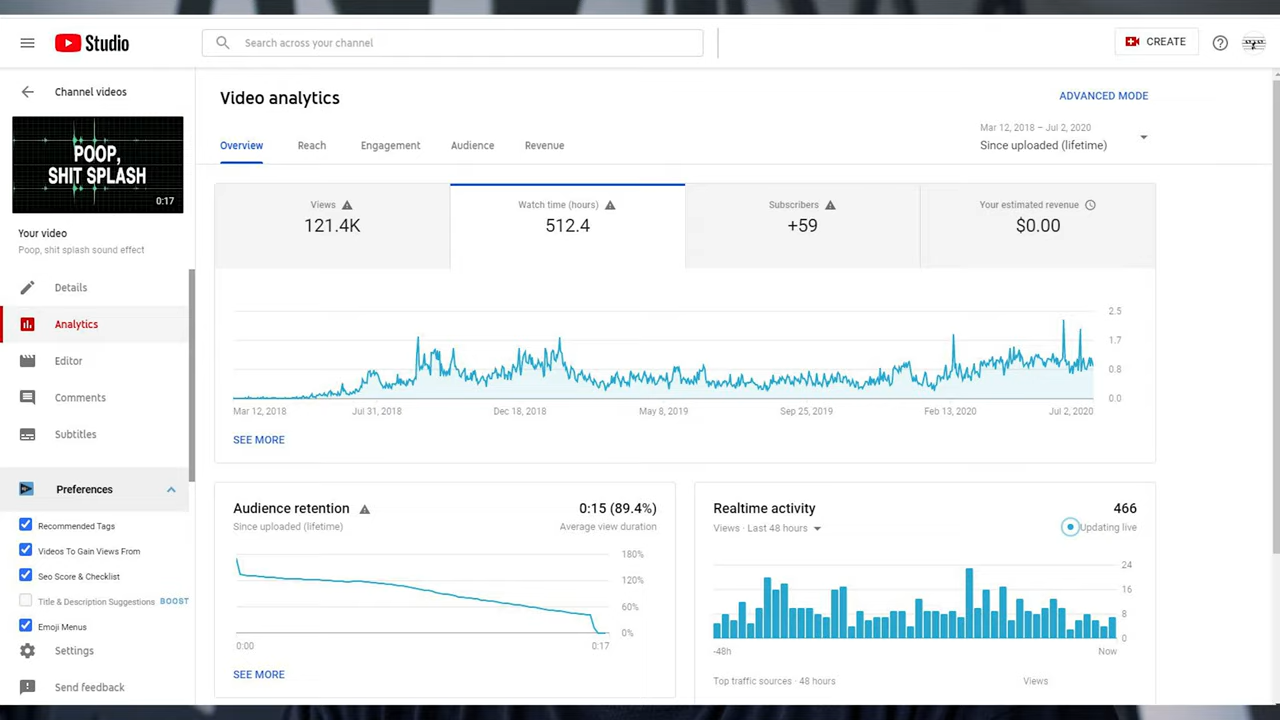 Studio
Search across your channel
CREATE
Channel videos
POOP,
SHIT SPLASH
0:17
Your video
Poop, shit splash sound effect
Details
Analytics
Editor
Comments
Subtitles
Preferences
Recommended Tags
Videos To Gain Views From
Seo Score & Checklist
Title & Description Suggestions BOOST
Emoji Menus
Settings
Send feedback
Video analytics
ADVANCED MODE
Overview Reach Engagement Audience Revenue
Mar 12, 2018 – Jul 2, 2020
Since uploaded (lifetime)
Views
121.4K
Watch time (hours)
512.4
Subscribers
+59
Your estimated revenue
$0.00
2.5
1.7
0.8
0.0
Mar 12, 2018 Jul 31, 2018 Dec 18, 2018 May 8, 2019 Sep 25, 2019 Feb 13, 2020 Jul 2, 2020
SEE MORE
Audience retention 0:15 (89.4%)
Since uploaded (lifetime) Average view duration
180%
120%
60%
0%
0:00 0:17
SEE MORE
Realtime activity 466
Views · Last 48 hours Updating live
24
16
8
0
-48h Now
Top traffic sources · 48 hours Views